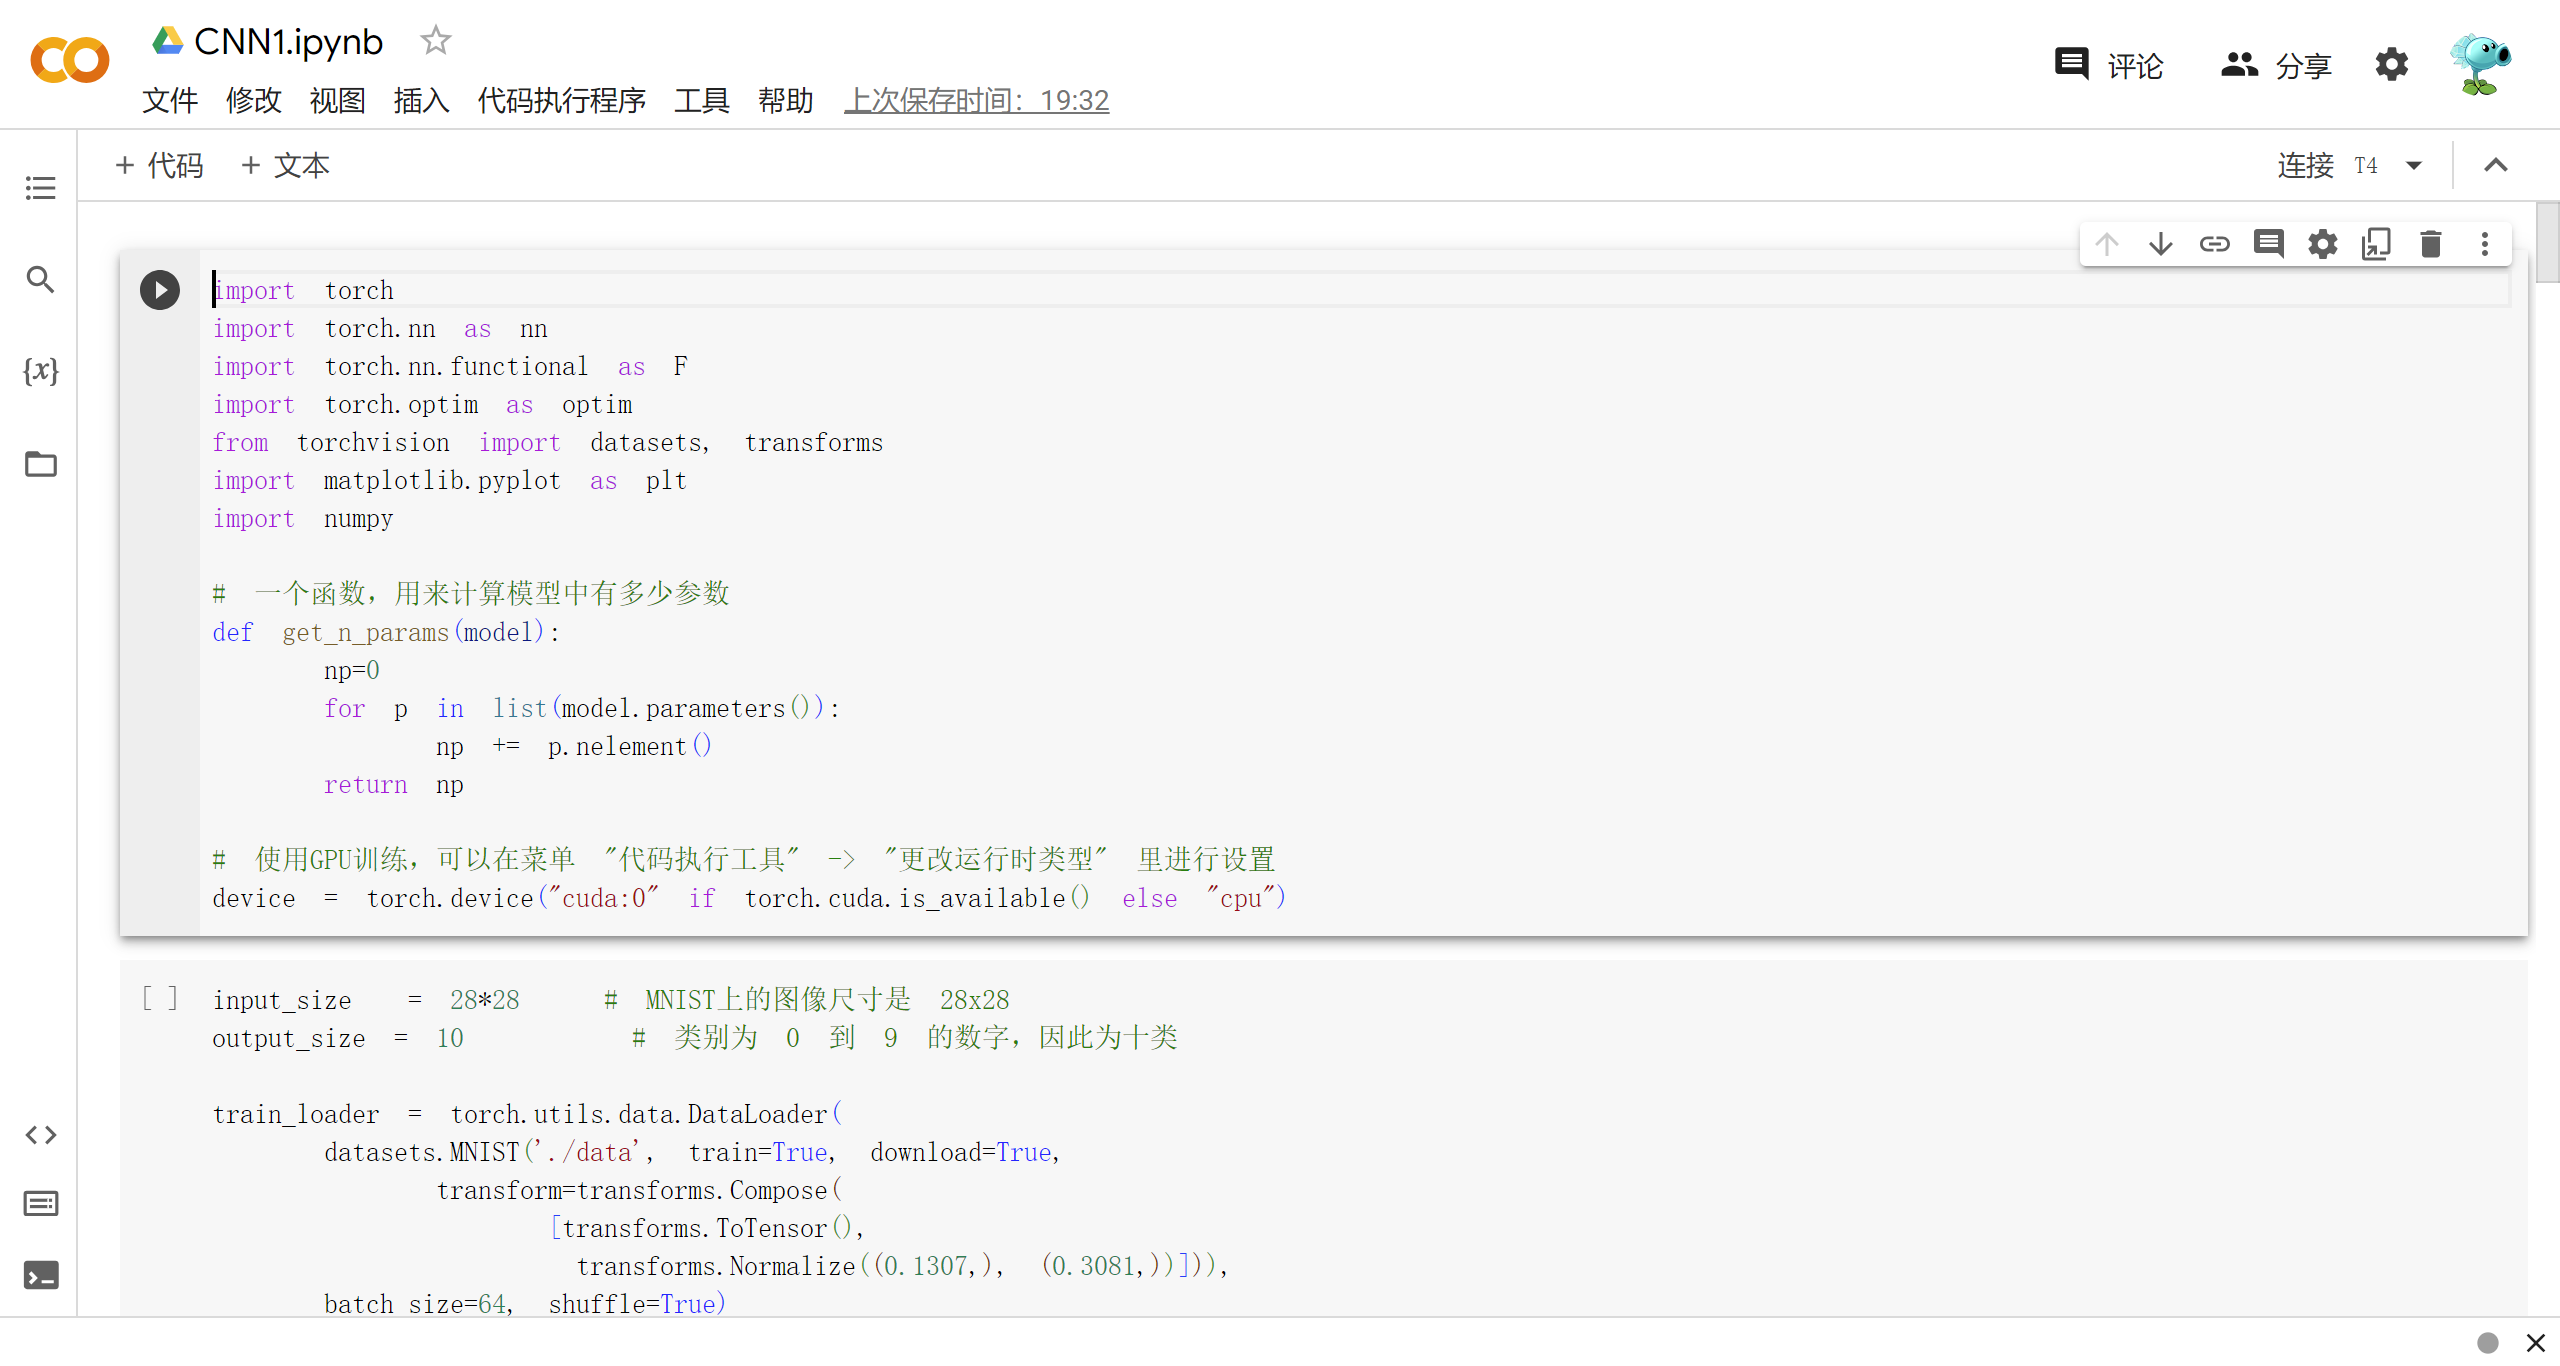 CNN1.ipynb
文件 修改 视图 插入 代码执行程序 工具 帮助 上次保存时间：19:32
评论 分享
+ 代码 + 文本
连接 T4
import torch
import torch.nn as nn
import torch.nn.functional as F
import torch.optim as optim
from torchvision import datasets, transforms
import matplotlib.pyplot as plt
import numpy
# 一个函数，用来计算模型中有多少参数
def get_n_params(model):
np=0
for p in list(model.parameters()):
np += p.nelement()
return np
# 使用GPU训练，可以在菜单 "代码执行工具" -> "更改运行时类型" 里进行设置
device = torch.device("cuda:0" if torch.cuda.is_available() else "cpu")
[ ] input_size = 28*28 # MNIST上的图像尺寸是 28x28
output_size = 10 # 类别为 0 到 9 的数字，因此为十类
train_loader = torch.utils.data.DataLoader(
datasets.MNIST('./data', train=True, download=True,
transform=transforms.Compose(
[transforms.ToTensor(),
transforms.Normalize((0.1307,), (0.3081,))])),
batch_size=64, shuffle=True)
{x}